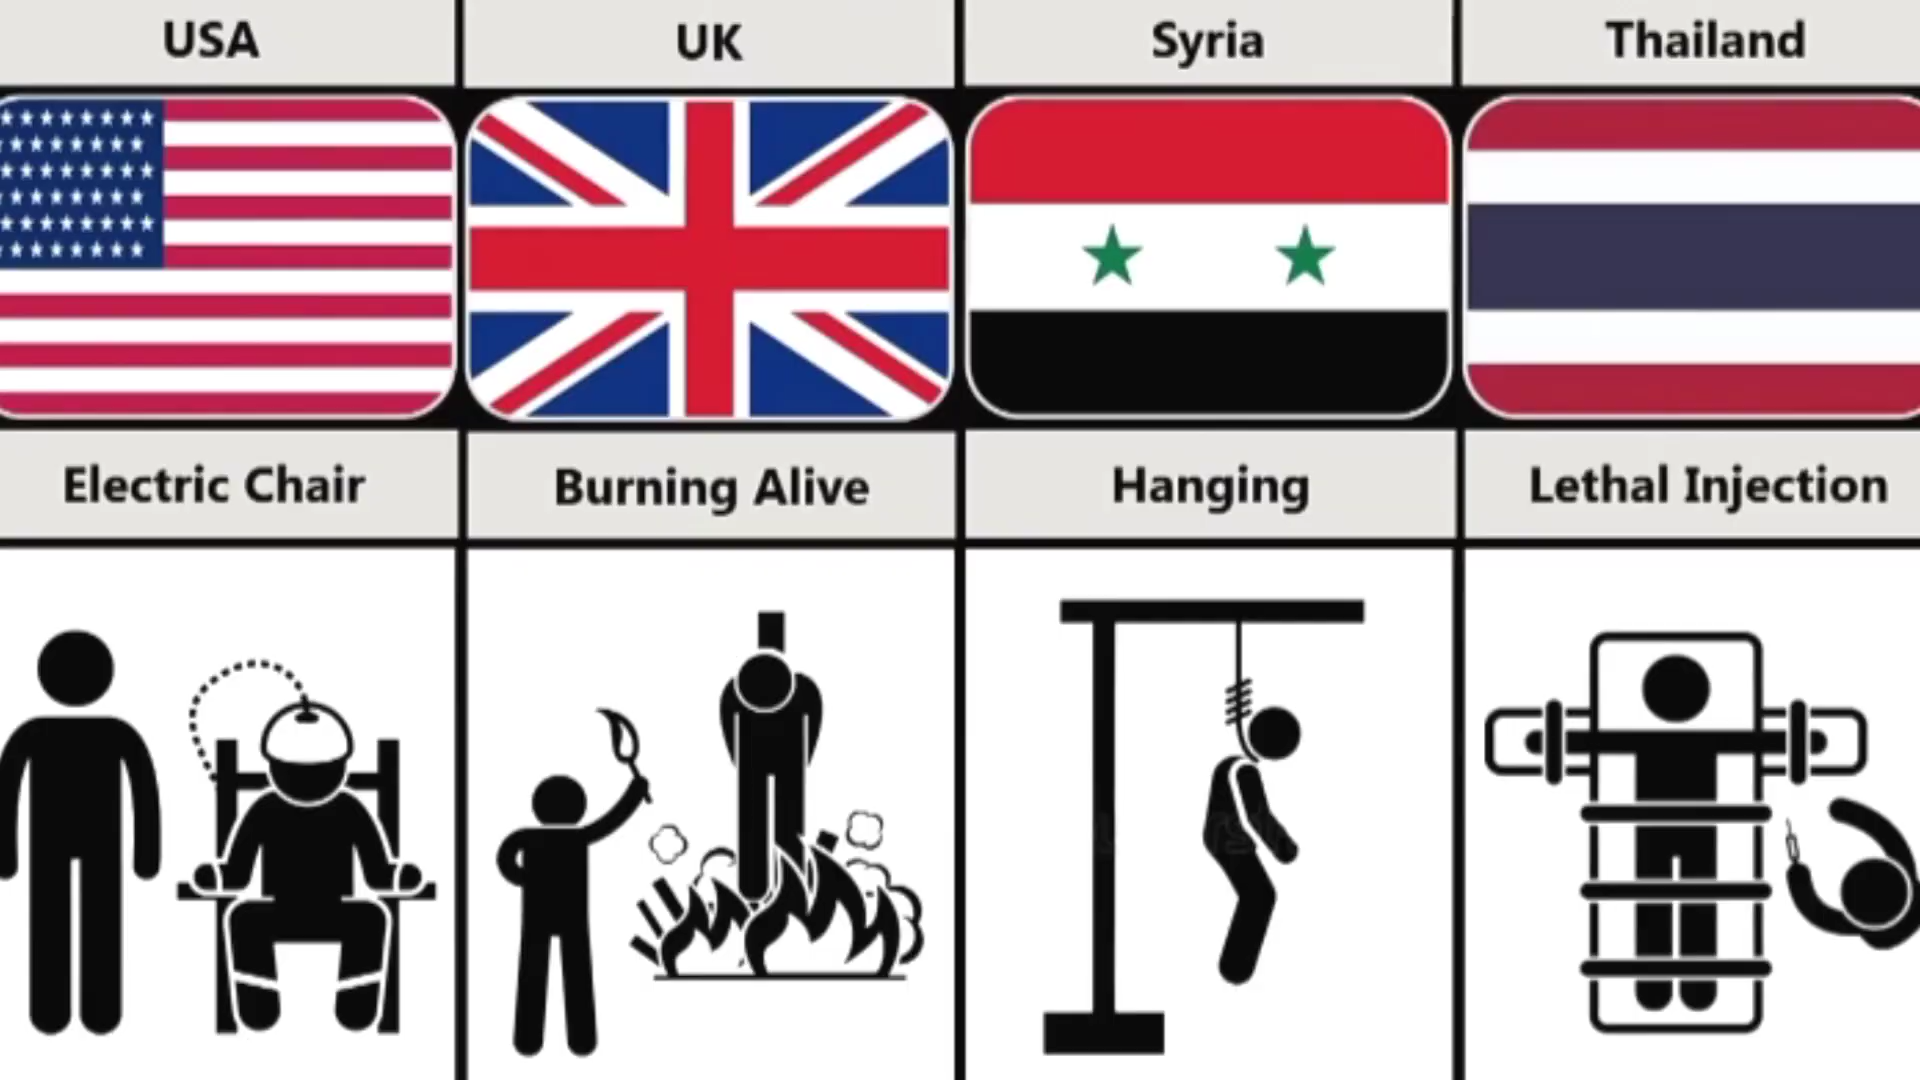 USA
UK
Syria
Thailand
Electric Chair
Burning Alive
Hanging
Lethal Injection